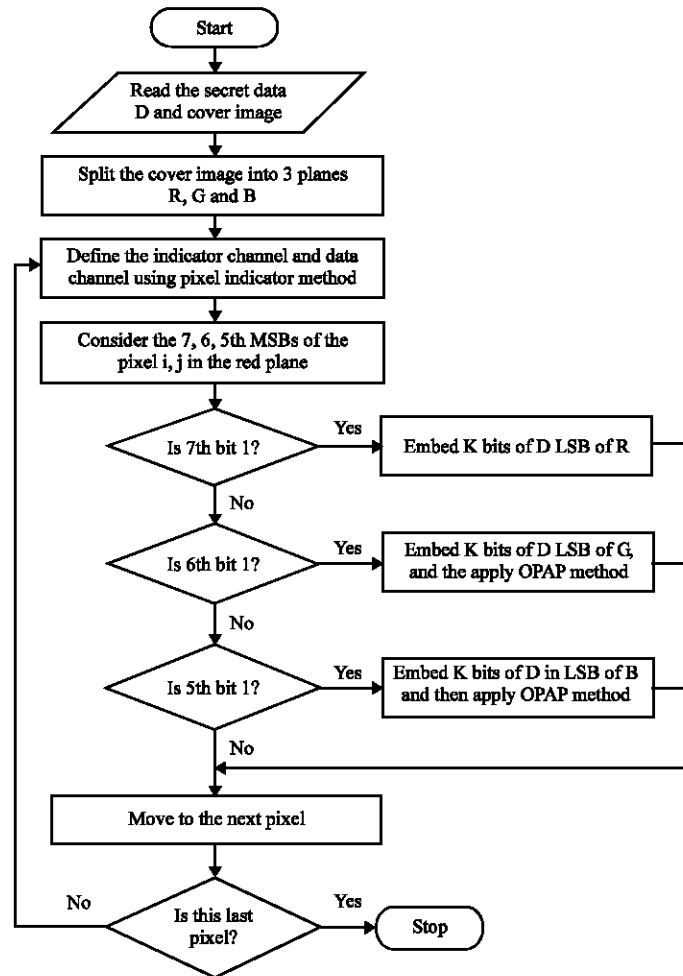 Start
Read the secret data
D and cover image
Split the cover image into 3 planes
R, G and B
Define the indicator channel and data
channel using pixel indicator method
Consider the 7, 6, 5th MSBs of the
pixel i, j in the red plane
Is 7th bit 1?
Yes
Embed K bits of D LSB of R
No
Is 6th bit 1?
Yes
Embed K bits of D LSB of G,
and the apply OPAP method
No
Is 5th bit 1?
Yes
Embed K bits of D in LSB of B
and then apply OPAP method
No
Move to the next pixel
No
Is this last
pixel?
Yes
Stop